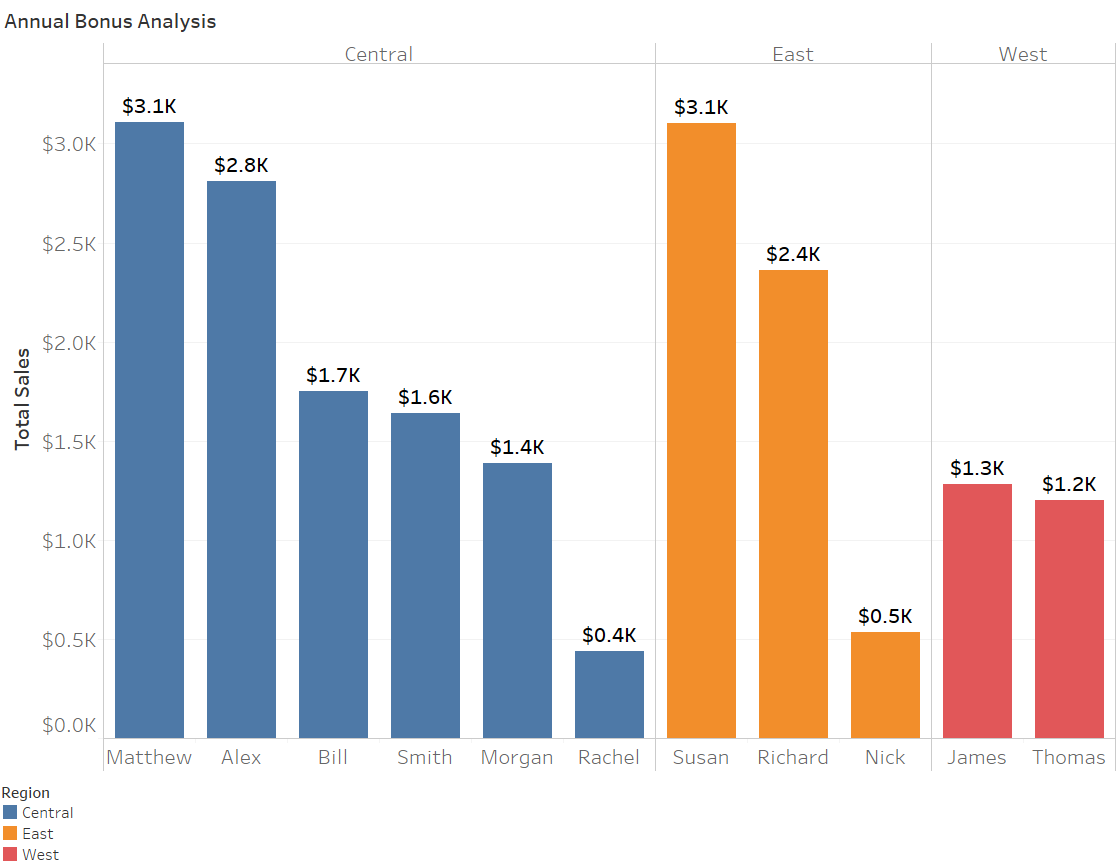 Annual Bonus Analysis
Central East West
$3.1K
$2.8K
$1.7K
$1.6K
$1.4K
$0.4K
$3.1K
$2.4K
$0.5K
$1.3K
$1.2K
$3.0K
$2.5K
$2.0K
$1.5K
$1.0K
$0.5K
$0.0K
Total Sales
Matthew Alex Bill Smith Morgan Rachel Susan Richard Nick James Thomas
Region
Central
East
West